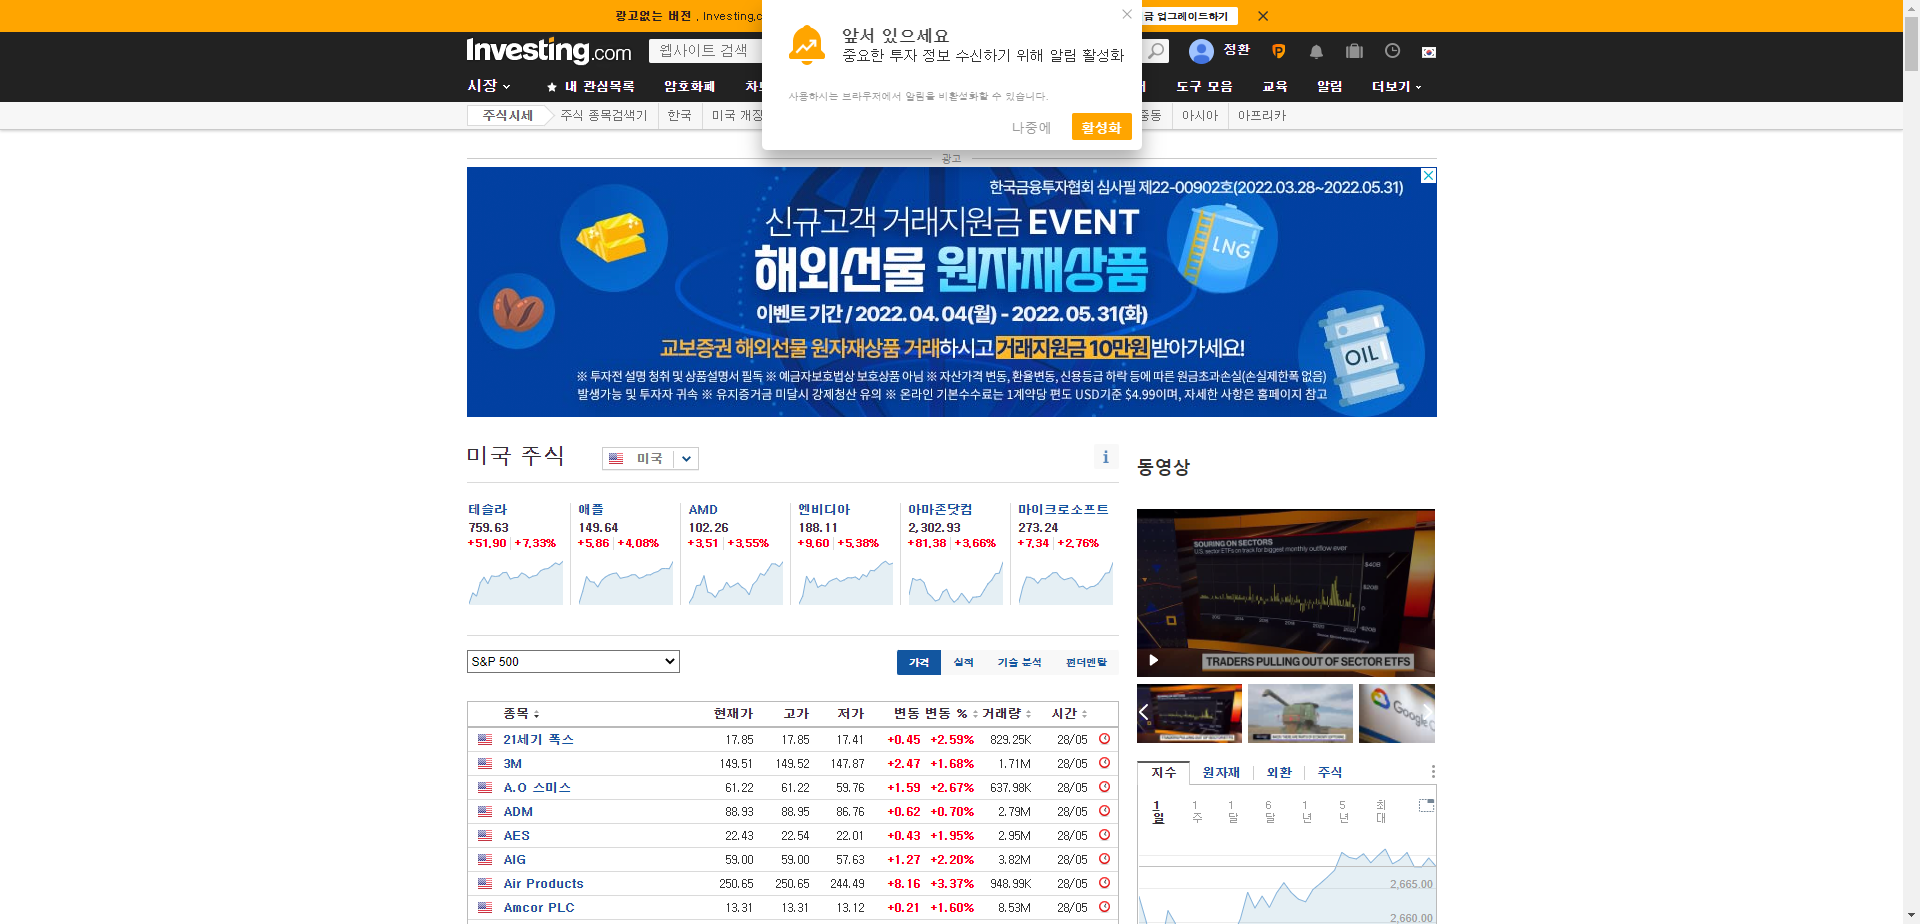 광고없는 버전 . Investing.c
금 업그레이드하기
앞서 있으세요
중요한 투자 정보 수신하기 위해 알림 활성화
사용하시는 브라우저에서 알림을 비활성화할 수 있습니다.
나중에 활성화
Investing.com
웹사이트 검색
정환
시장 내 관심목록 암호화폐 도구 모음 교육 알림 더보기
주식시세 주식 종목검색기 한국 미국 개장 중동 아시아 아프리카
광고
한국금융투자협회 심사필 제22-00902호(2022.03.28~2022.05.31)
신규고객 거래지원금 EVENT
해외선물 원자재상품
이벤트 기간 / 2022. 04. 04(월) - 2022. 05. 31(화)
교보증권 해외선물 원자재상품 거래하시고 거래지원금 10만원 받아가세요!
※ 투자전 설명 청취 및 상품설명서 필독 ※ 예금자보호법상 보호상품 아님 ※ 자산가격 변동, 환율변동, 신용등급 하락 등에 따른 원금초과손실(손실제한폭 없음)
발생가능 및 투자자 귀속 ※ 유지증거금 미달시 강제청산 유의 ※ 온라인 기본수수료는 1계약당 편도 USD기준 $4.99이며, 자세한 사항은 홈페이지 참고
LNG
OIL
미국 주식
미국
i
테슬라 애플 AMD 엔비디아 아마존닷컴 마이크로소프트
759.63 149.64 102.26 188.11 2,302.93 273.24
+51.90 +7.33% +5.86 +4.08% +3.51 +3.55% +9.60 +5.38% +81.38 +3.66% +7.34 +2.76%
S&P 500
가격 실적 기술 분석 펀더멘탈
종목 현재가 고가 저가 변동 변동 % 거래량 시간
21세기 폭스 17.85 17.85 17.41 +0.45 +2.59% 829.25K 28/05
3M 149.51 149.52 147.87 +2.47 +1.68% 1.71M 28/05
A.O 스미스 61.22 61.22 59.76 +1.59 +2.67% 637.98K 28/05
ADM 88.93 88.95 86.76 +0.62 +0.70% 2.79M 28/05
AES 22.43 22.54 22.01 +0.43 +1.95% 2.95M 28/05
AIG 59.00 59.00 57.63 +1.27 +2.20% 3.82M 28/05
Air Products 250.65 250.65 244.49 +8.16 +3.37% 948.99K 28/05
Amcor PLC 13.31 13.31 13.12 +0.21 +1.60% 8.53M 28/05
동영상
SOURING ON SECTORS
U.S. sector ETFs on track for biggest monthly outflow ever
$40B
$20B
0
-$20B
TRADERS PULLING OUT OF SECTOR ETFS
Google
지수 원자재 외환 주식
1일 1주 1달 6달 1년 5년 최대
2,665.00
2,660.00